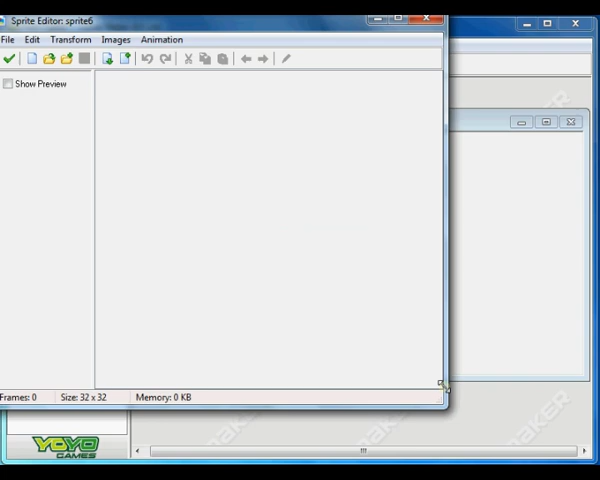 Sprite Editor: sprite6
File Edit Transform Images Animation
Show Preview
Frames: 0 Size: 32 x 32 Memory: 0 KB
YOYO
GAMES